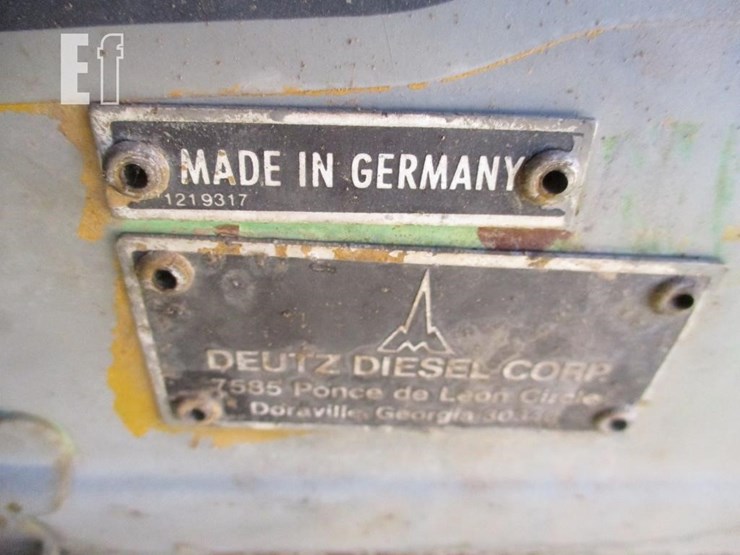 Ef
MADE IN GERMANY
1219317
DEUTZ DIESEL CORP.
7585 Ponce de Leon Circle
Doraville, Georgia